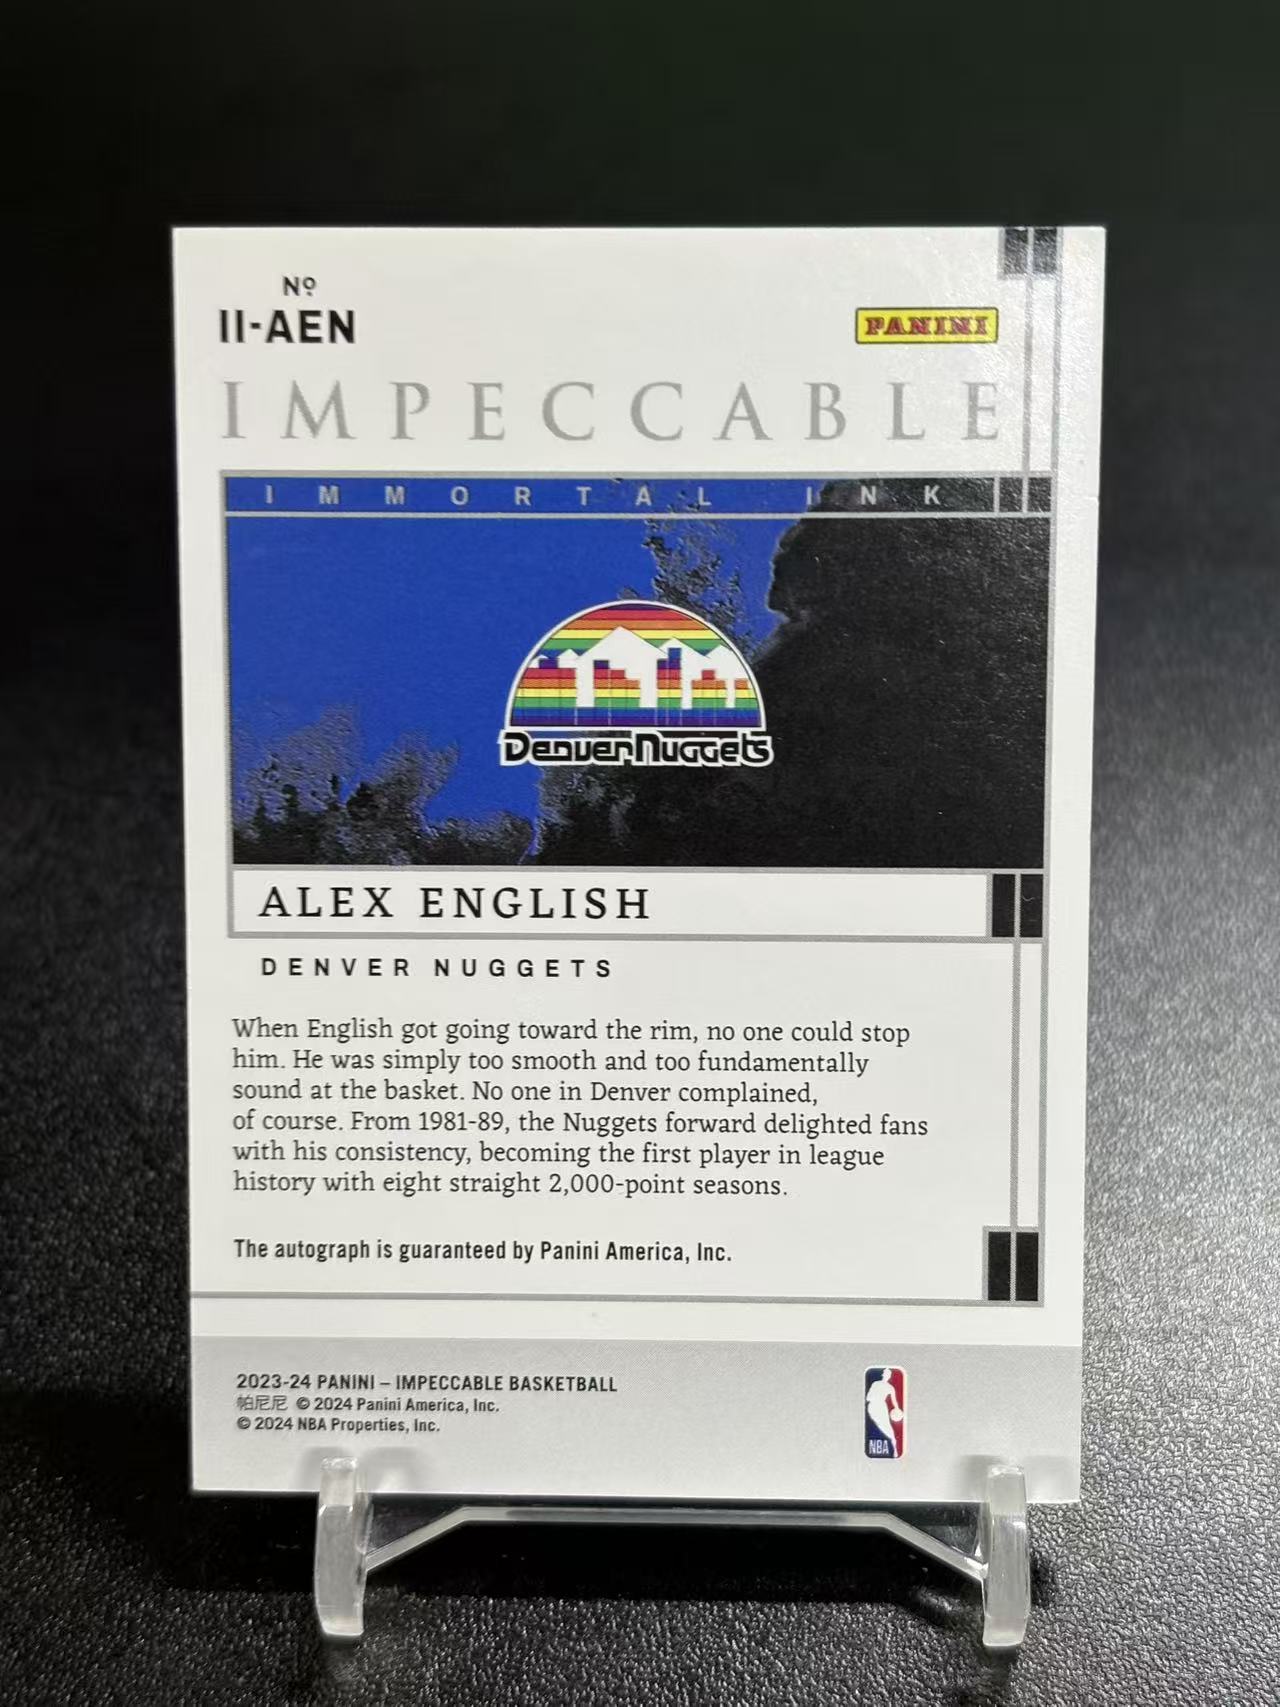 Nº
II-AEN
PANINI
IMPECCABLE
IMMORTAL INK
Denver Nuggets
ALEX ENGLISH
DENVER NUGGETS
When English got going toward the rim, no one could stop
him. He was simply too smooth and too fundamentally
sound at the basket. No one in Denver complained,
of course. From 1981-89, the Nuggets forward delighted fans
with his consistency, becoming the first player in league
history with eight straight 2,000-point seasons.
The autograph is guaranteed by Panini America, Inc.
2023-24 PANINI – IMPECCABLE BASKETBALL
帕尼尼 © 2024 Panini America, Inc.
© 2024 NBA Properties, Inc.
NBA